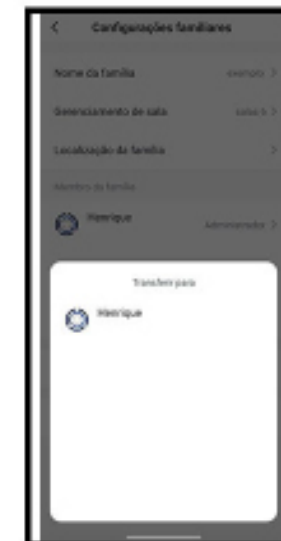 Configurações familiares
Nome da família
exemplo
Gerenciamento de sala
Localização da família
Membro da família
Henrique
Administrador
Transferir para
Henrique